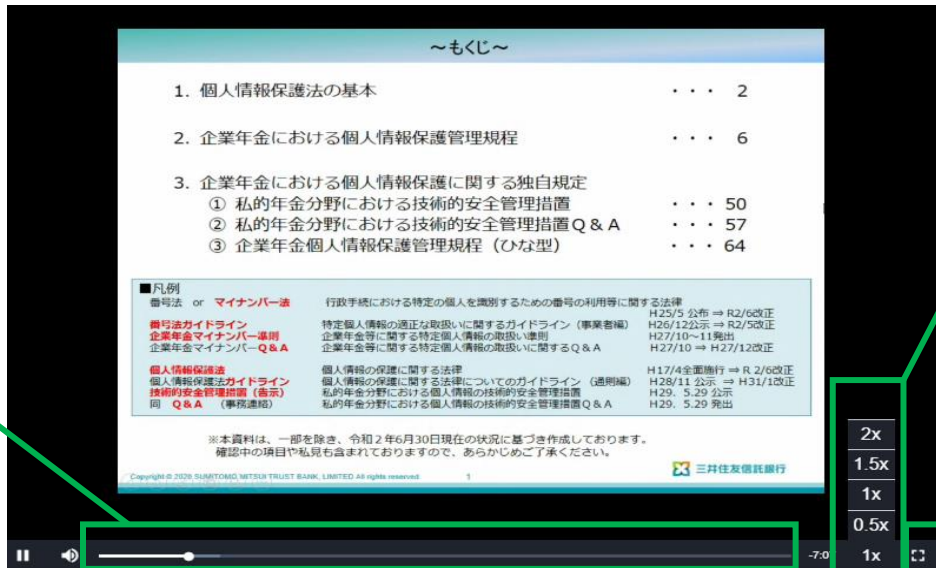 ～もくじ～
1. 個人情報保護法の基本 ・・・ 2
2. 企業年金における個人情報保護管理規程 ・・・ 6
3. 企業年金における個人情報保護に関する独自規定
① 私的年金分野における技術的安全管理措置 ・・・ 50
② 私的年金分野における技術的安全管理措置Ｑ＆Ａ ・・・ 57
③ 企業年金個人情報保護管理規程（ひな型） ・・・ 64
■凡例
番号法 or マイナンバー法 行政手続における特定の個人を識別するための番号の利用等に関する法律
H25/5 公布 ⇒ R2/6改正
番号法ガイドライン 特定個人情報の適正な取扱いに関するガイドライン（事業者編） H26/12公示 ⇒ R2/5改正
企業年金マイナンバー準則 企業年金等に関する特定個人情報の取扱い準則 H27/10～11発出
企業年金マイナンバーＱ＆Ａ 企業年金等に関する特定個人情報の取扱いに関するＱ＆Ａ H27/10 ⇒ H27/12改正
個人情報保護法 個人情報の保護に関する法律 H17/4全面施行 ⇒ R 2/6改正
個人情報保護法ガイドライン 個人情報の保護に関する法律についてのガイドライン（通則編） H28/11 公示 ⇒ H31/1改正
技術的安全管理措置（告示） 私的年金分野における個人情報の技術的安全管理措置 H29. 5.29 公示
同 Ｑ＆Ａ （事務連絡） 私的年金分野における個人情報の技術的安全管理措置Ｑ＆Ａ H29. 5.29 発出
※本資料は、一部を除き、令和２年6月30日現在の状況に基づき作成しております。
確認中の項目や私見も含まれておりますので、あらかじめご了承ください。
三井住友信託銀行
Copyright © 2020 SUMITOMO MITSUI TRUST BANK, LIMITED All rights reserved. 1
2x
1.5x
1x
0.5x
1x